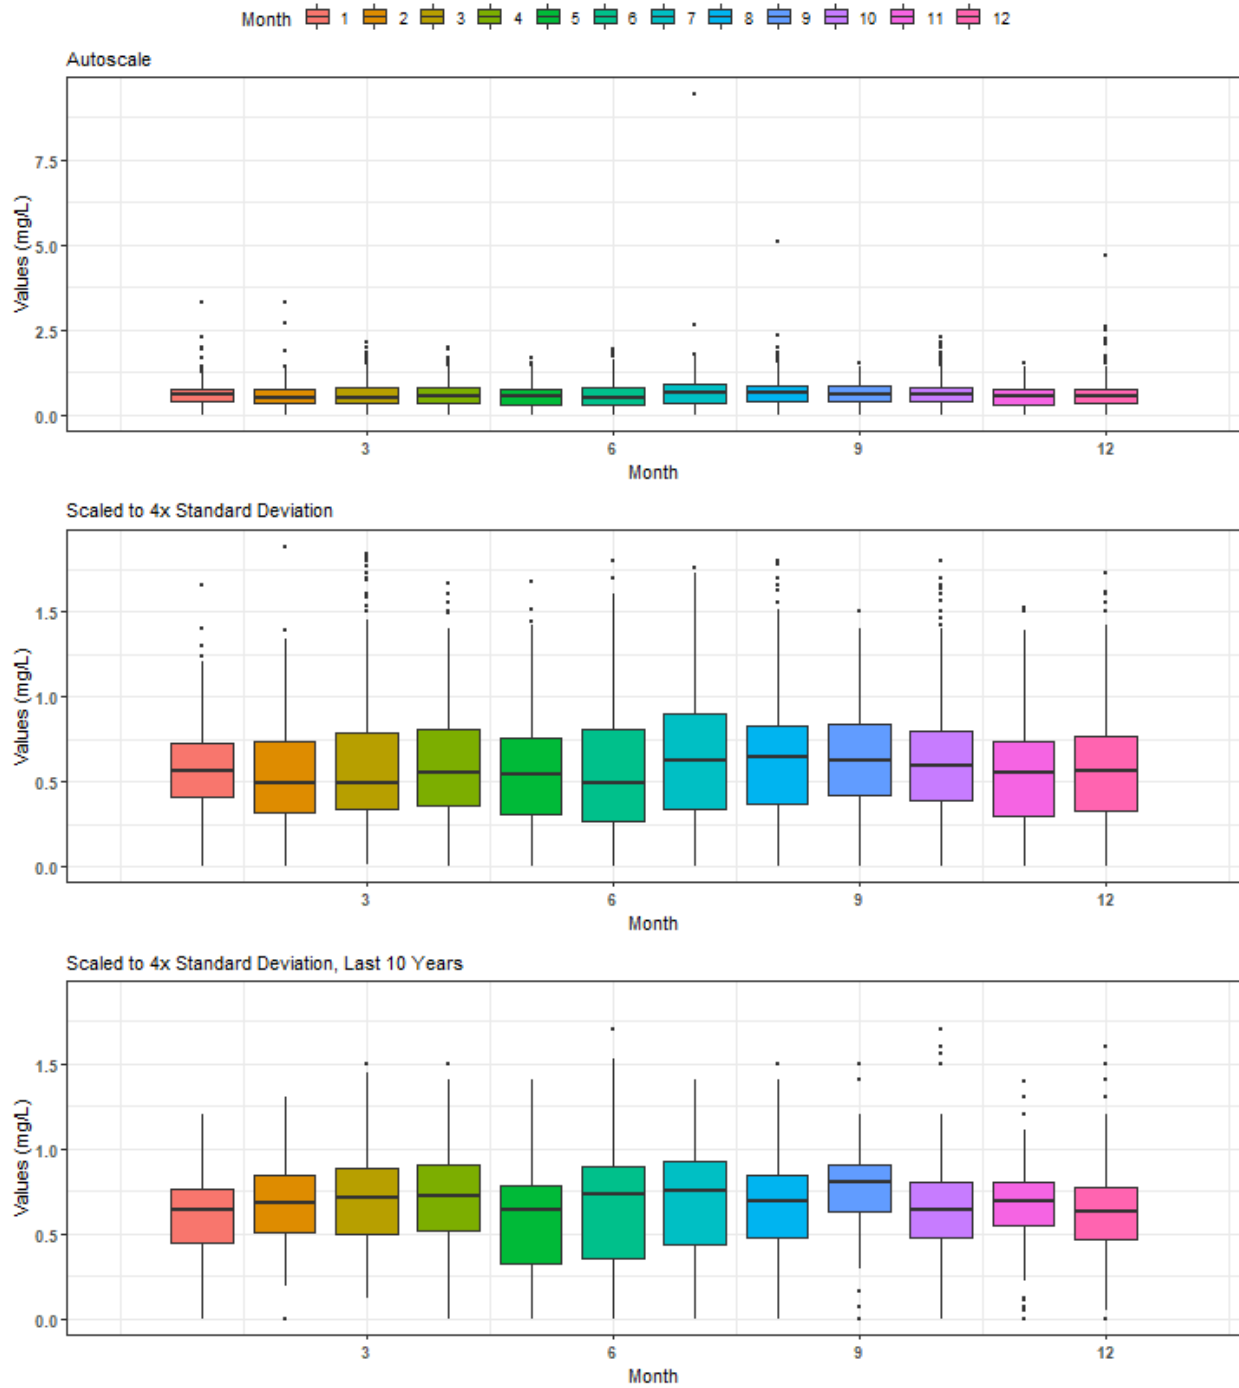 Month 1 2 3 4 5 6 7 8 9 10 11 12
Autoscale
Values (mg/L)
7.5
5.0
2.5
0.0
3 6 9 12
Month
Scaled to 4x Standard Deviation
Values (mg/L)
1.5
1.0
0.5
0.0
3 6 9 12
Month
Scaled to 4x Standard Deviation, Last 10 Years
Values (mg/L)
1.5
1.0
0.5
0.0
3 6 9 12
Month